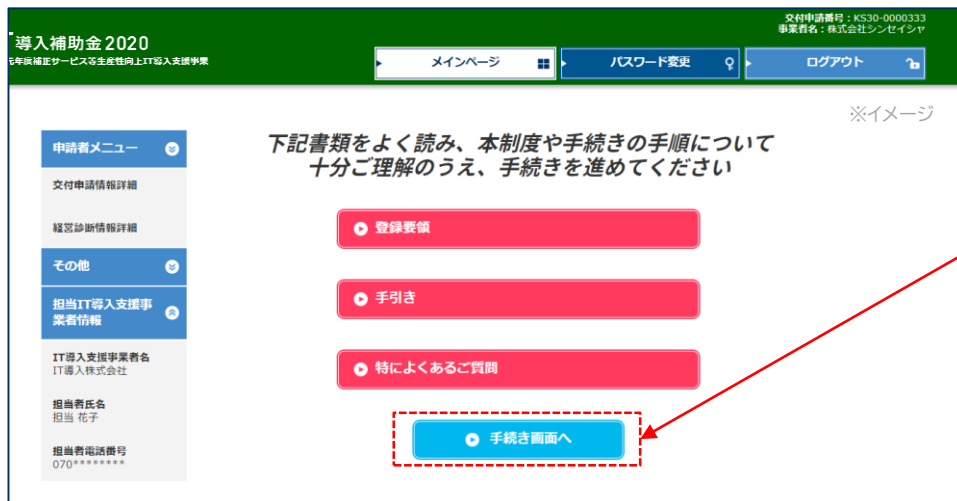 交付申請番号：KS30-0000333
事業者名：株式会社シンセイシャ
導入補助金2020
元年度補正サービス等生産性向上IT導入支援事業
メインページ
パスワード変更
ログアウト
※イメージ
申請者メニュー
交付申請情報詳細
経営診断情報詳細
その他
担当IT導入支援事
業者情報
IT導入支援事業者名
IT導入株式会社
担当者氏名
担当 花子
担当者電話番号
070********
下記書類をよく読み、本制度や手続きの手順について
十分ご理解のうえ、手続きを進めてください
登録要領
手引き
特によくあるご質問
手続き画面へ